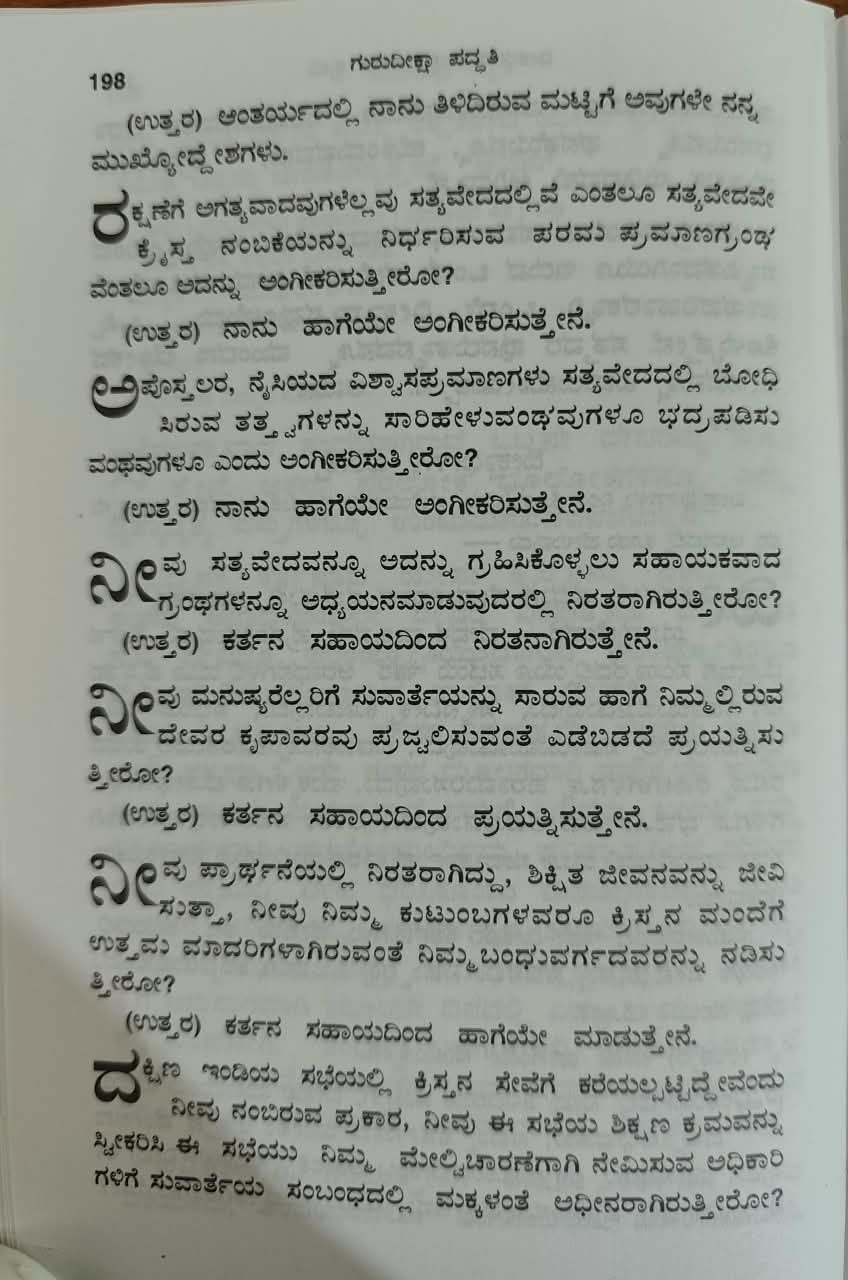 198
ಗುರುದೀಕ್ಷಾ ಪದ್ಧತಿ
(ಉತ್ತರ) ಆಂತರ್ಯದಲ್ಲಿ ನಾನು ತಿಳಿದಿರುವ ಮಟ್ಟಿಗೆ ಅವುಗಳೇ ನನ್ನ
ಮುಖ್ಯೋದ್ದೇಶಗಳು.
ರಕ್ಷಣೆಗೆ ಅಗತ್ಯವಾದವುಗಳೆಲ್ಲವು ಸತ್ಯವೇದದಲ್ಲಿವೆ ಎಂತಲೂ ಸತ್ಯವೇದವೇ
ಕ್ರೈಸ್ತ ನಂಬಿಕೆಯನ್ನು ನಿರ್ಧರಿಸುವ ಪರಮ ಪ್ರಮಾಣಗ್ರಂಥ
ವೆಂತಲೂ ಅದನ್ನು ಅಂಗೀಕರಿಸುತ್ತೀರೋ?
(ಉತ್ತರ) ನಾನು ಹಾಗೆಯೇ ಅಂಗೀಕರಿಸುತ್ತೇನೆ.
ಅಪೊಸ್ತಲರ, ನೈಸಿಯದ ವಿಶ್ವಾಸಪ್ರಮಾಣಗಳು ಸತ್ಯವೇದದಲ್ಲಿ ಬೋಧಿ
ಸಿರುವ ತತ್ತ್ವಗಳನ್ನು ಸಾರಿಹೇಳುವಂಥವುಗಳೂ ಭದ್ರಪಡಿಸು
ವಂಥವುಗಳೂ ಎಂದು ಅಂಗೀಕರಿಸುತ್ತೀರೋ?
(ಉತ್ತರ) ನಾನು ಹಾಗೆಯೇ ಅಂಗೀಕರಿಸುತ್ತೇನೆ.
ನೀವು ಸತ್ಯವೇದವನ್ನೂ ಅದನ್ನು ಗ್ರಹಿಸಿಕೊಳ್ಳಲು ಸಹಾಯಕವಾದ
ಗ್ರಂಥಗಳನ್ನೂ ಅಧ್ಯಯನಮಾಡುವುದರಲ್ಲಿ ನಿರತರಾಗಿರುತ್ತೀರೋ?
(ಉತ್ತರ) ಕರ್ತನ ಸಹಾಯದಿಂದ ನಿರತನಾಗಿರುತ್ತೇನೆ.
ನೀವು ಮನುಷ್ಯರೆಲ್ಲರಿಗೆ ಸುವಾರ್ತೆಯನ್ನು ಸಾರುವ ಹಾಗೆ ನಿಮ್ಮಲ್ಲಿರುವ
ದೇವರ ಕೃಪಾವರವು ಪ್ರಜ್ವಲಿಸುವಂತೆ ಎಡೆಬಿಡದೆ ಪ್ರಯತ್ನಿಸು
ತ್ತೀರೋ?
(ಉತ್ತರ) ಕರ್ತನ ಸಹಾಯದಿಂದ ಪ್ರಯತ್ನಿಸುತ್ತೇನೆ.
ನೀವು ಪ್ರಾರ್ಥನೆಯಲ್ಲಿ ನಿರತರಾಗಿದ್ದು, ಶಿಕ್ಷಿತ ಜೀವನವನ್ನು ಜೀವಿ
ಸುತ್ತಾ, ನೀವು ನಿಮ್ಮ ಕುಟುಂಬಗಳವರೂ ಕ್ರಿಸ್ತನ ಮಂದೆಗೆ
ಉತ್ತಮ ಮಾದರಿಗಳಾಗಿರುವಂತೆ ನಿಮ್ಮ ಬಂಧುವರ್ಗದವರನ್ನು ನಡಿಸು
ತ್ತೀರೋ?
(ಉತ್ತರ) ಕರ್ತನ ಸಹಾಯದಿಂದ ಹಾಗೆಯೇ ಮಾಡುತ್ತೇನೆ.
ದಕ್ಷಿಣ ಇಂಡಿಯ ಸಭೆಯಲ್ಲಿ ಕ್ರಿಸ್ತನ ಸೇವೆಗೆ ಕರೆಯಲ್ಪಟ್ಟಿದ್ದೇವೆಂದು
ನೀವು ನಂಬಿರುವ ಪ್ರಕಾರ, ನೀವು ಈ ಸಭೆಯ ಶಿಕ್ಷಣ ಕ್ರಮವನ್ನು
ಸ್ವೀಕರಿಸಿ ಈ ಸಭೆಯು ನಿಮ್ಮ ಮೇಲ್ವಿಚಾರಣೆಗಾಗಿ ನೇಮಿಸುವ ಅಧಿಕಾರಿ
ಗಳಿಗೆ ಸುವಾರ್ತೆಯ ಸಂಬಂಧದಲ್ಲಿ ಮಕ್ಕಳಂತೆ ಅಧೀನರಾಗಿರುತ್ತೀರೋ?